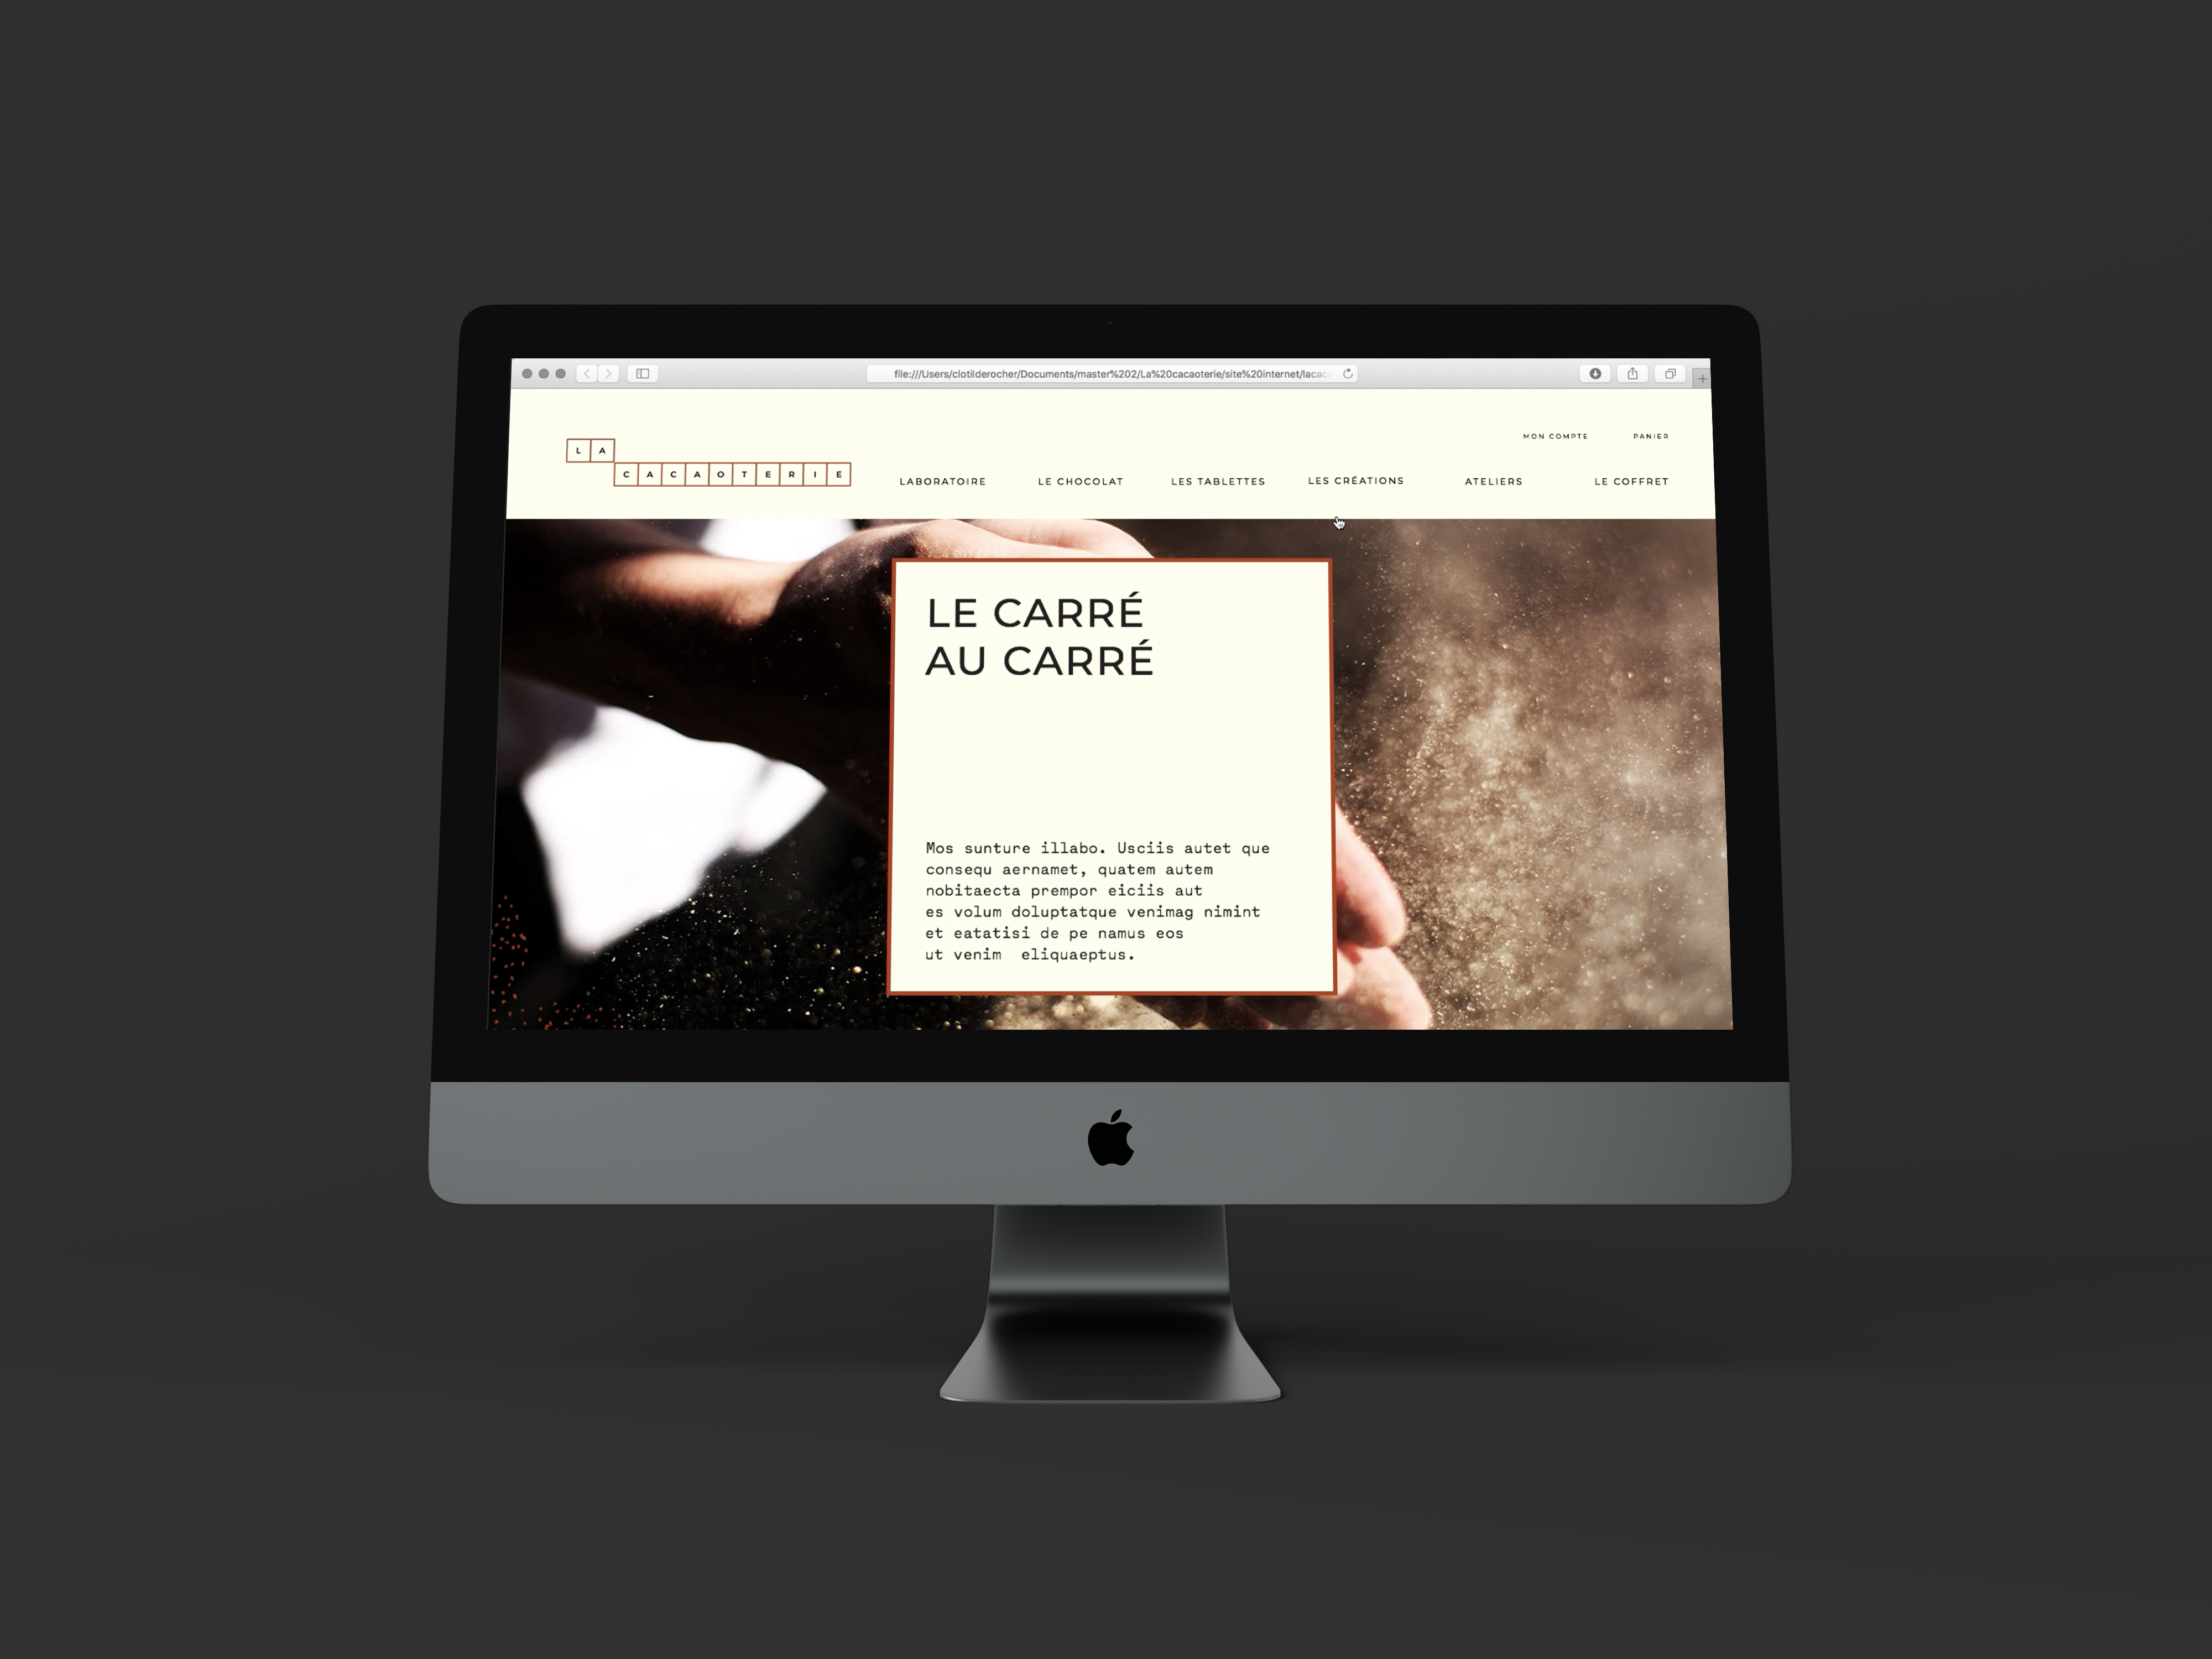 file:///Users/clotilderocher/Documents/master%202/La%20cacaoterie/site%20internet/lacac
MON COMPTE PANIER
LA
CACAOTERIE
LABORATOIRE LE CHOCOLAT LES TABLETTES LES CRÉATIONS ATELIERS LE COFFRET
LE CARRÉ
AU CARRÉ
Mos sunture illabo. Usciis autet que
consequ aernamet, quatem autem
nobitaecta prempor eiciis aut
es volum doluptatque venimag nimint
et eatatisi de pe namus eos
ut venim  eliquaeptus.